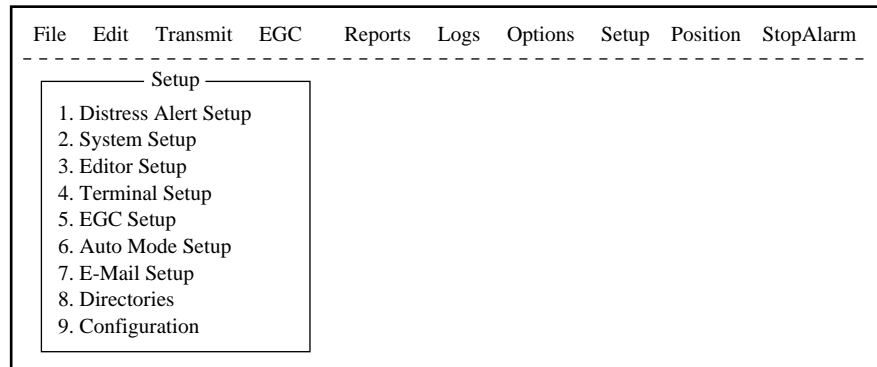 File Edit Transmit EGC Reports Logs Options Setup Position StopAlarm
Setup
1. Distress Alert Setup
2. System Setup
3. Editor Setup
4. Terminal Setup
5. EGC Setup
6. Auto Mode Setup
7. E-Mail Setup
8. Directories
9. Configuration